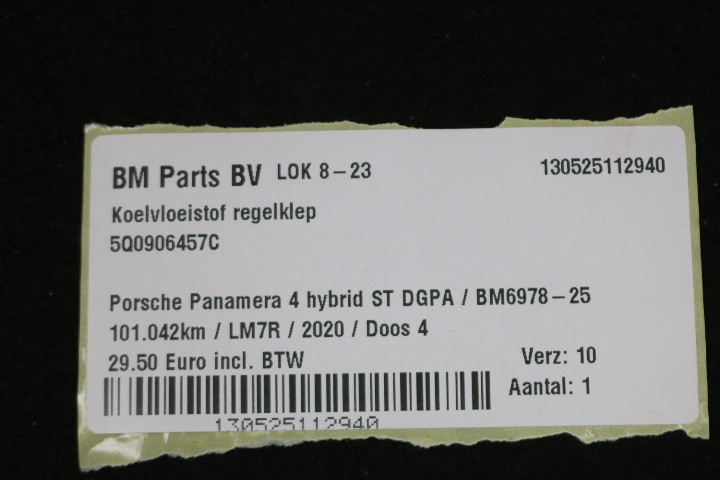 BM Parts BV LOK 8-23 130525112940
Koelvloeistof regelklep
5Q0906457C
Porsche Panamera 4 hybrid ST DGPA / BM6978-25
101.042km / LM7R / 2020 / Doos 4
29.50 Euro incl. BTW Verz: 10
Aantal: 1
130525112940